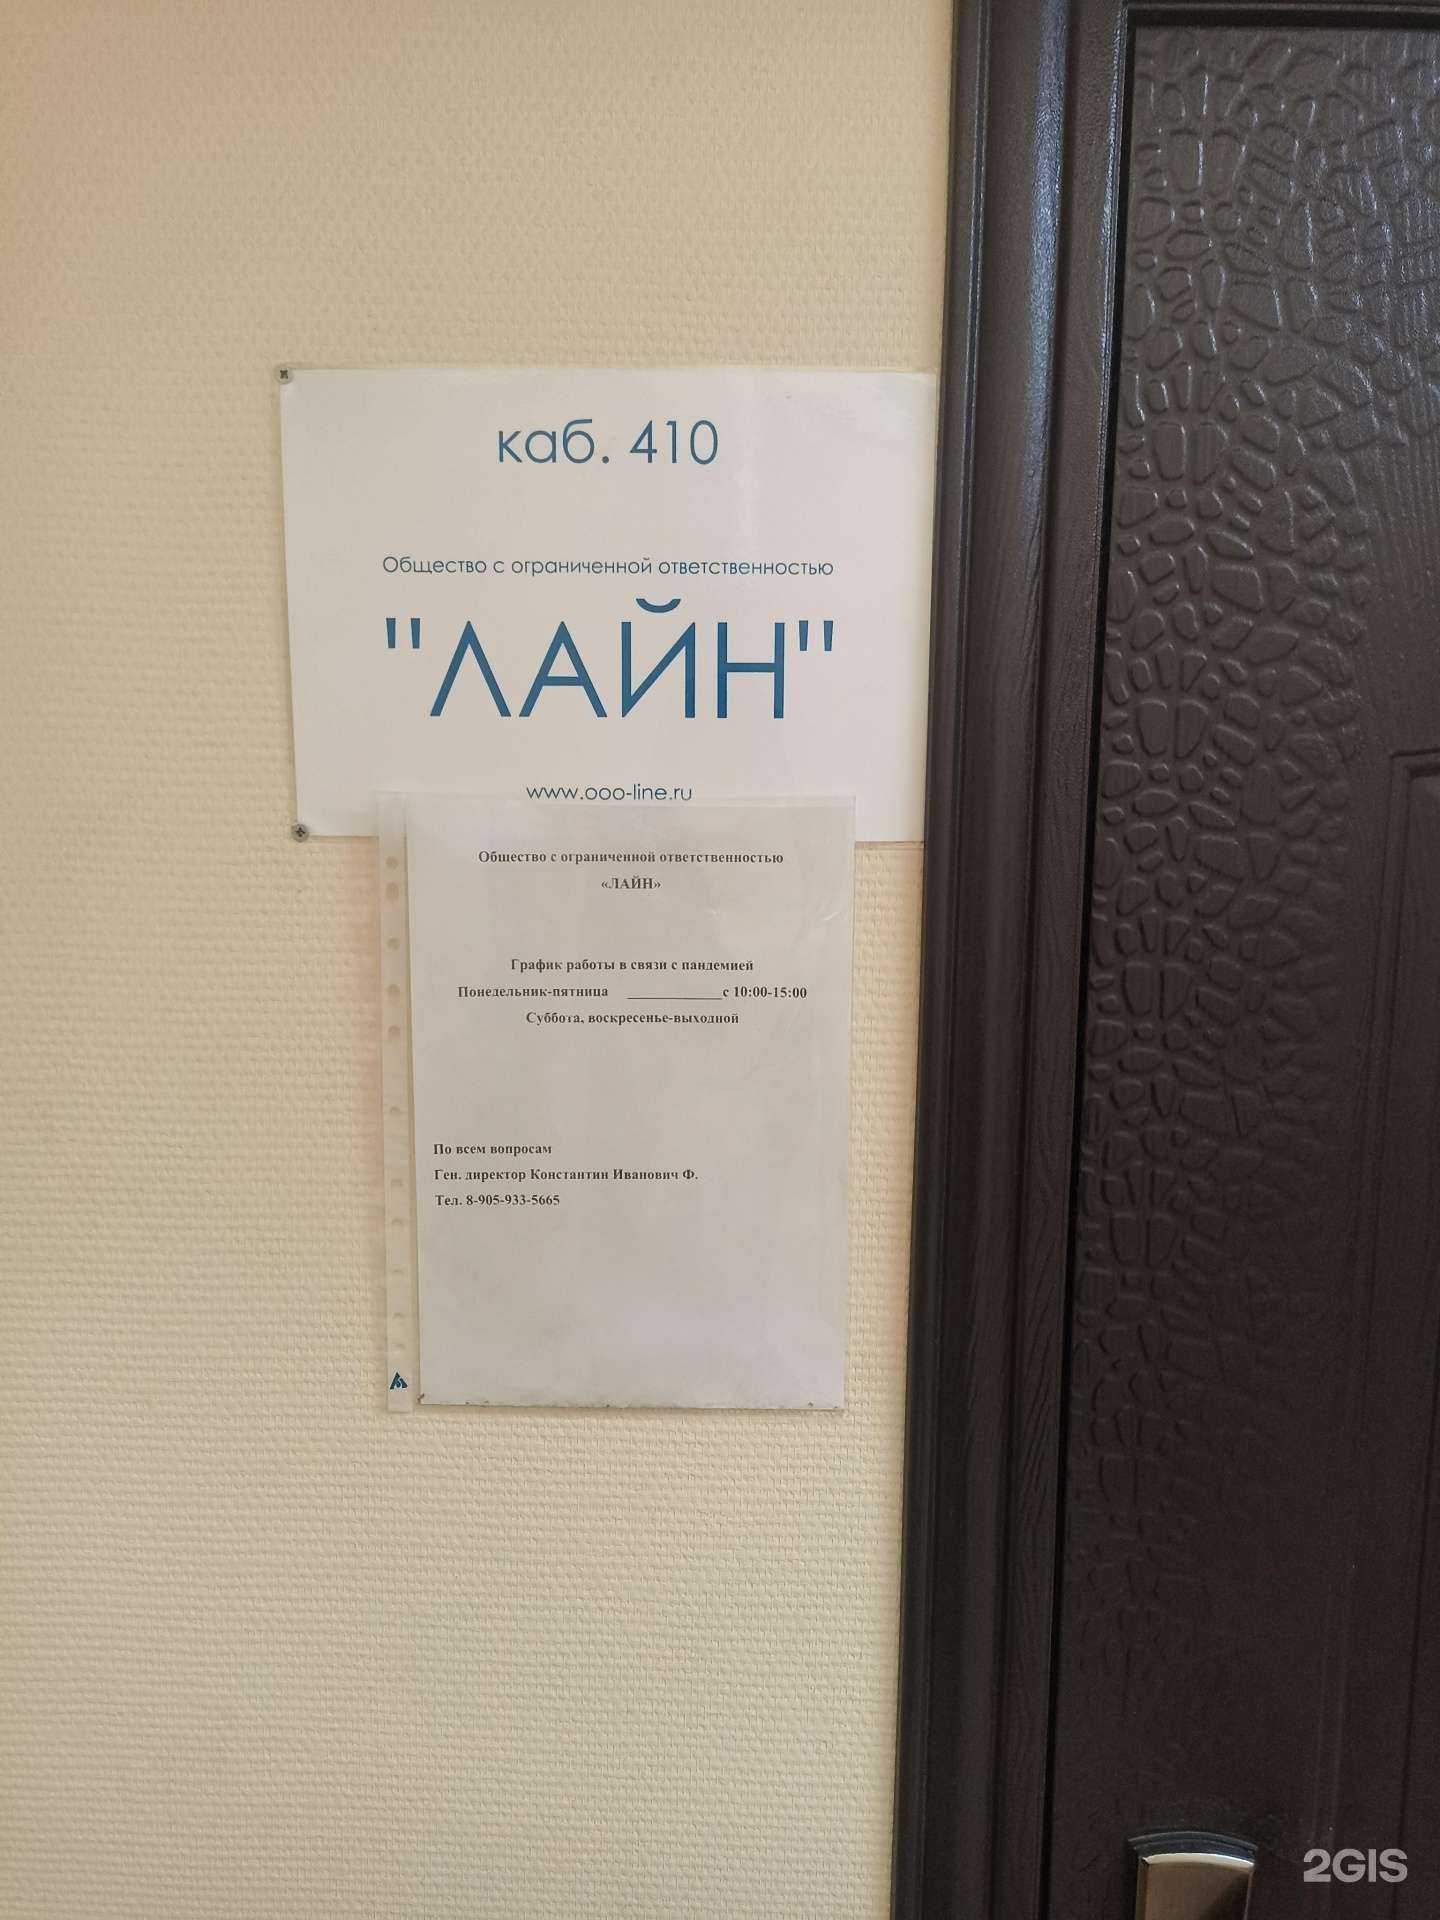 каб. 410
Общество с ограниченной ответственностью
"ЛАЙН"
www.ooo-line.ru
Общество с ограниченной ответственностью
«ЛАЙН»
График работы в связи с пандемией
Понедельник-пятница ____________с 10:00-15:00
Суббота, воскресенье-выходной
По всем вопросам
Ген. директор Константин Иванович Ф.
Тел. 8-905-933-5665
2GIS